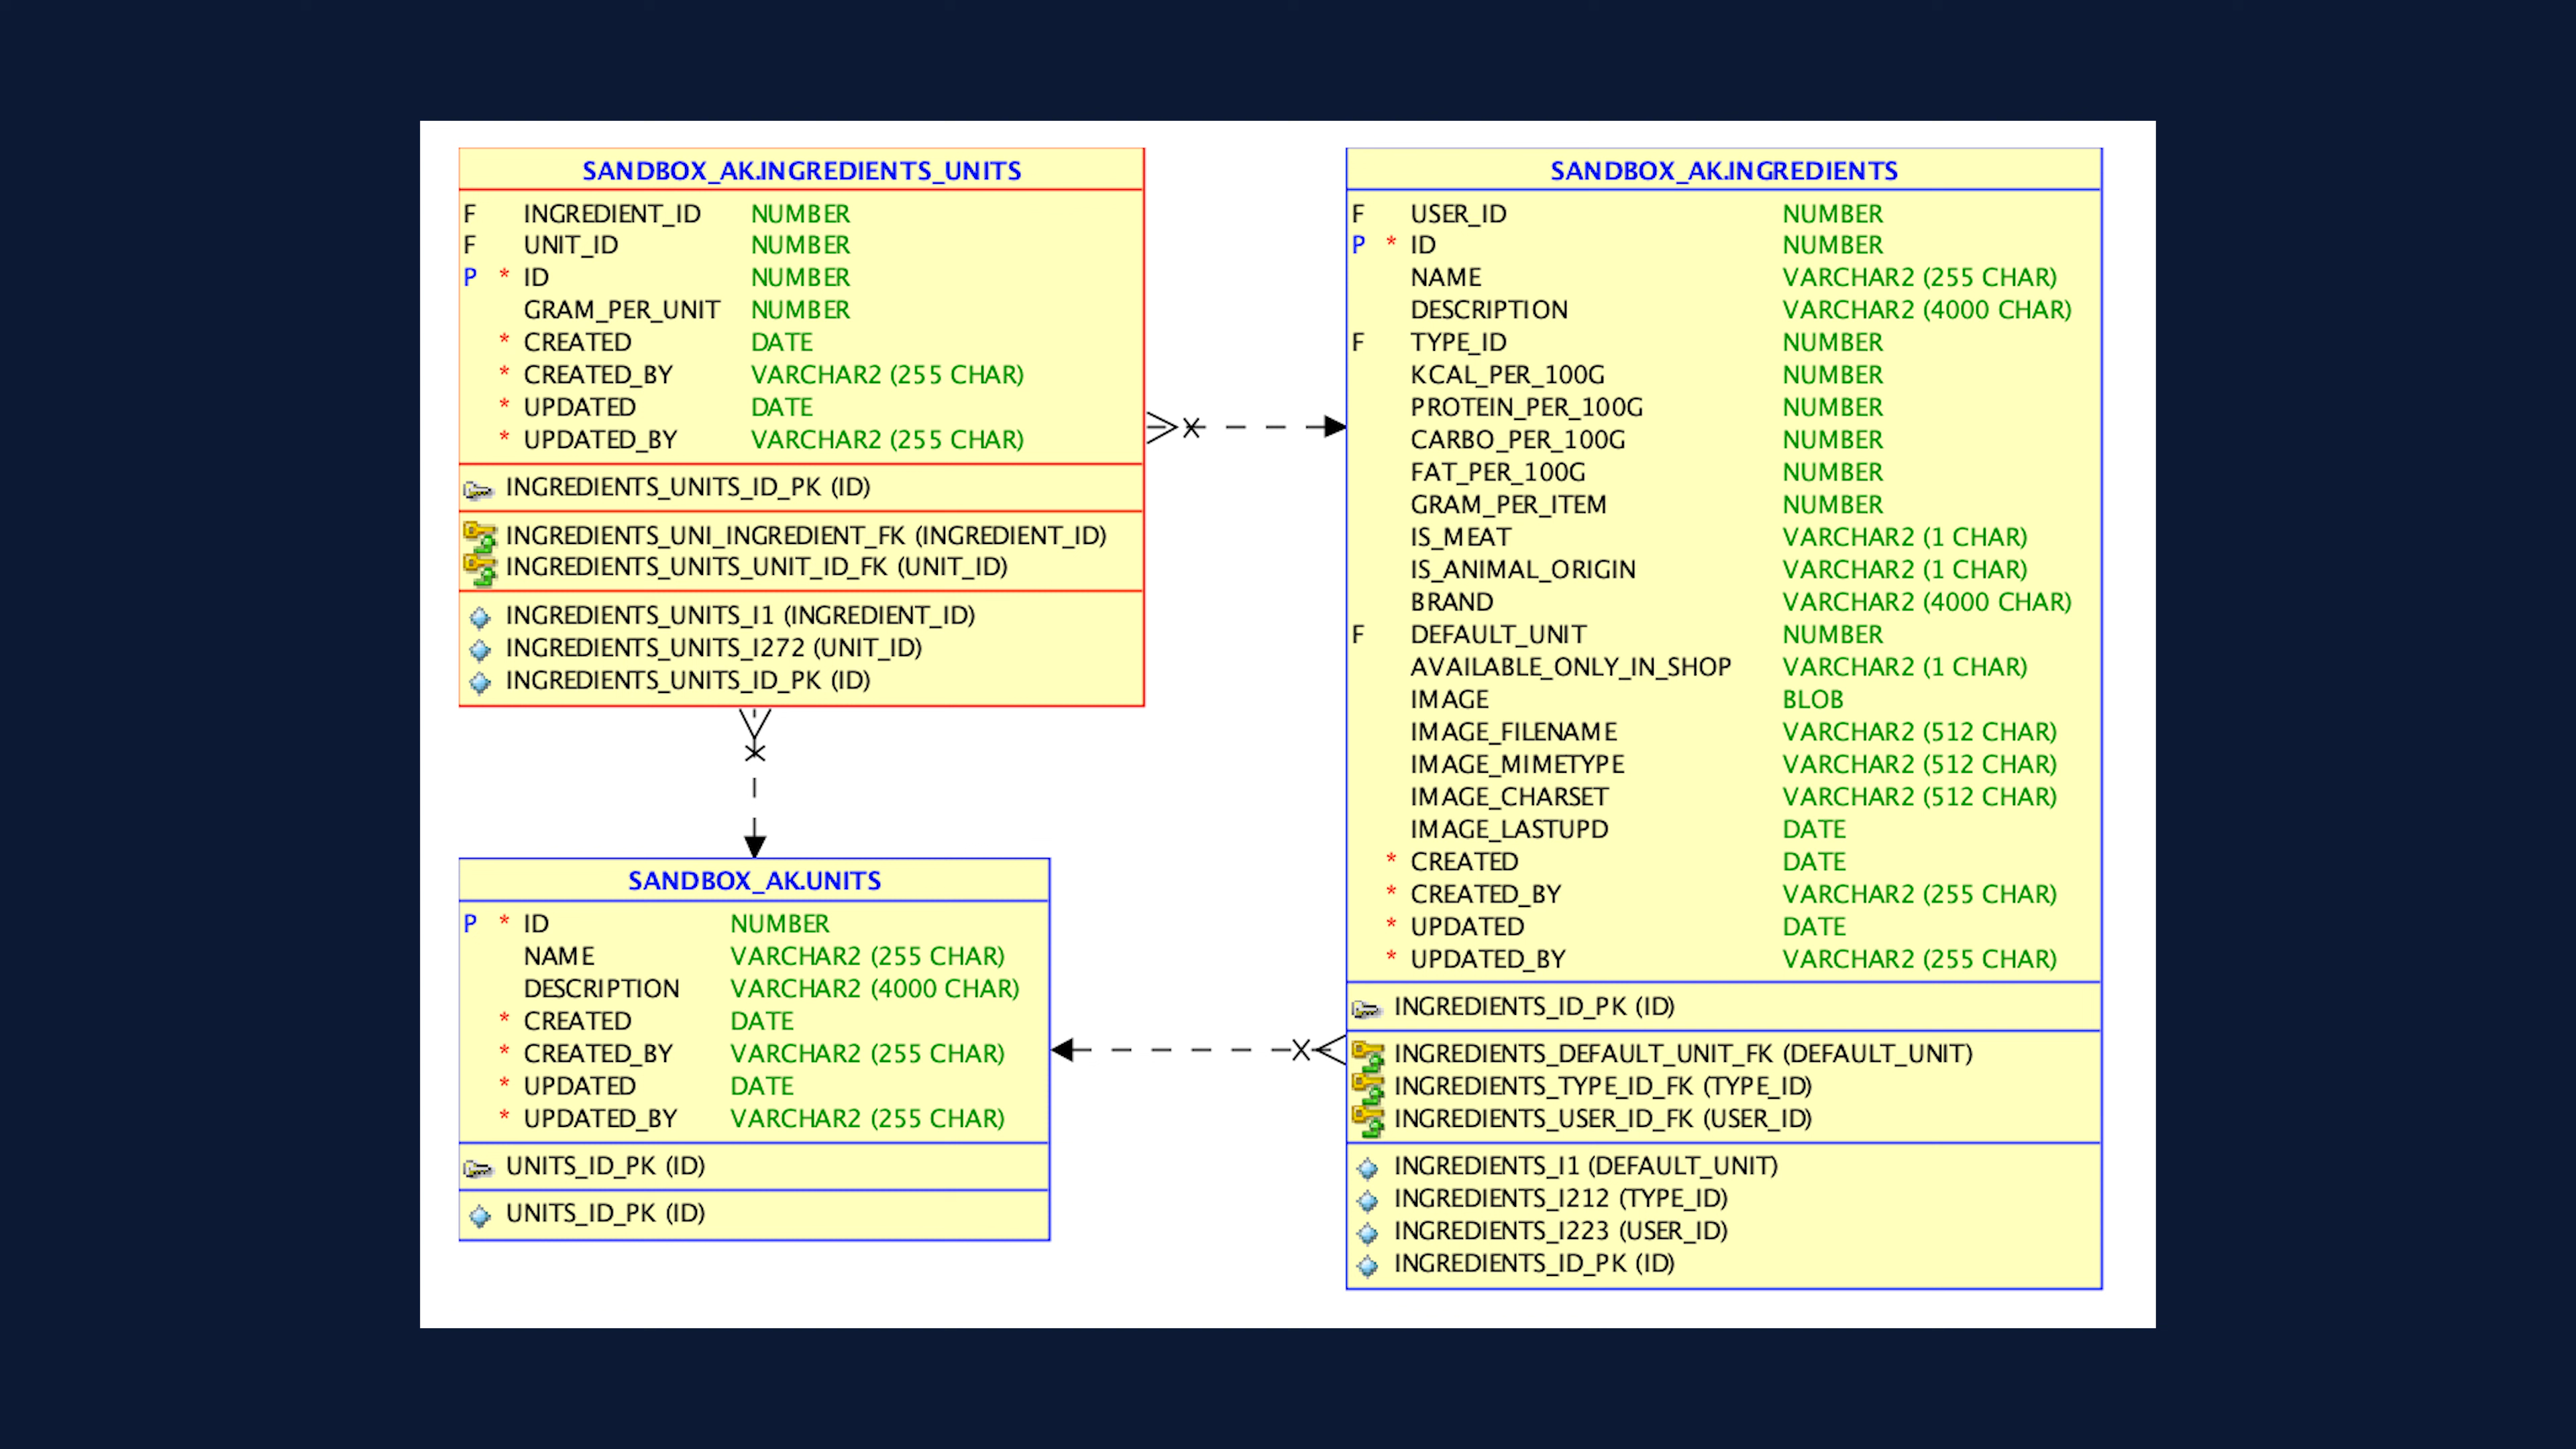 SANDBOX_AK.INGREDIENTS_UNITS
F INGREDIENT_ID NUMBER
F UNIT_ID NUMBER
P * ID NUMBER
GRAM_PER_UNIT NUMBER
* CREATED DATE
* CREATED_BY VARCHAR2 (255 CHAR)
* UPDATED DATE
* UPDATED_BY VARCHAR2 (255 CHAR)
INGREDIENTS_UNITS_ID_PK (ID)
INGREDIENTS_UNI_INGREDIENT_FK (INGREDIENT_ID)
INGREDIENTS_UNITS_UNIT_ID_FK (UNIT_ID)
INGREDIENTS_UNITS_I1 (INGREDIENT_ID)
INGREDIENTS_UNITS_I272 (UNIT_ID)
INGREDIENTS_UNITS_ID_PK (ID)
SANDBOX_AK.UNITS
P * ID NUMBER
NAME VARCHAR2 (255 CHAR)
DESCRIPTION VARCHAR2 (4000 CHAR)
* CREATED DATE
* CREATED_BY VARCHAR2 (255 CHAR)
* UPDATED DATE
* UPDATED_BY VARCHAR2 (255 CHAR)
UNITS_ID_PK (ID)
UNITS_ID_PK (ID)
SANDBOX_AK.INGREDIENTS
F USER_ID NUMBER
P * ID NUMBER
NAME VARCHAR2 (255 CHAR)
DESCRIPTION VARCHAR2 (4000 CHAR)
F TYPE_ID NUMBER
KCAL_PER_100G NUMBER
PROTEIN_PER_100G NUMBER
CARBO_PER_100G NUMBER
FAT_PER_100G NUMBER
GRAM_PER_ITEM NUMBER
IS_MEAT VARCHAR2 (1 CHAR)
IS_ANIMAL_ORIGIN VARCHAR2 (1 CHAR)
BRAND VARCHAR2 (4000 CHAR)
F DEFAULT_UNIT NUMBER
AVAILABLE_ONLY_IN_SHOP VARCHAR2 (1 CHAR)
IMAGE BLOB
IMAGE_FILENAME VARCHAR2 (512 CHAR)
IMAGE_MIMETYPE VARCHAR2 (512 CHAR)
IMAGE_CHARSET VARCHAR2 (512 CHAR)
IMAGE_LASTUPD DATE
* CREATED DATE
* CREATED_BY VARCHAR2 (255 CHAR)
* UPDATED DATE
* UPDATED_BY VARCHAR2 (255 CHAR)
INGREDIENTS_ID_PK (ID)
INGREDIENTS_DEFAULT_UNIT_FK (DEFAULT_UNIT)
INGREDIENTS_TYPE_ID_FK (TYPE_ID)
INGREDIENTS_USER_ID_FK (USER_ID)
INGREDIENTS_I1 (DEFAULT_UNIT)
INGREDIENTS_I212 (TYPE_ID)
INGREDIENTS_I223 (USER_ID)
INGREDIENTS_ID_PK (ID)